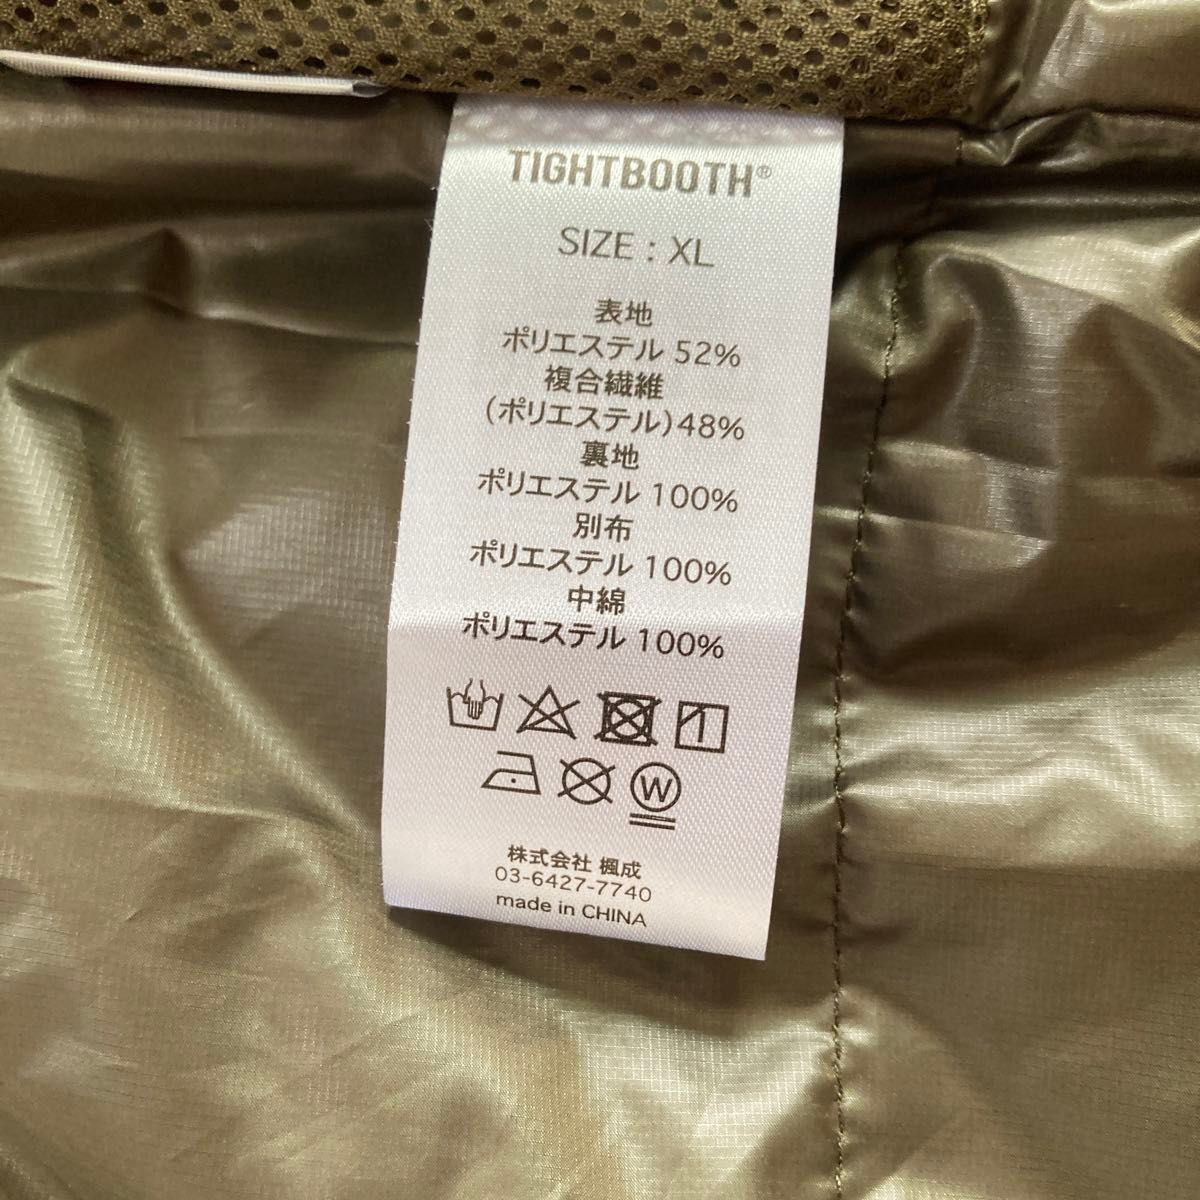 TIGHTBOOTH®
SIZE : XL
表地
ポリエステル 52%
複合繊維
(ポリエステル)48%
裏地
ポリエステル 100%
別布
ポリエステル 100%
中綿
ポリエステル 100%
W
株式会社 楓成
03-6427-7740
made in CHINA